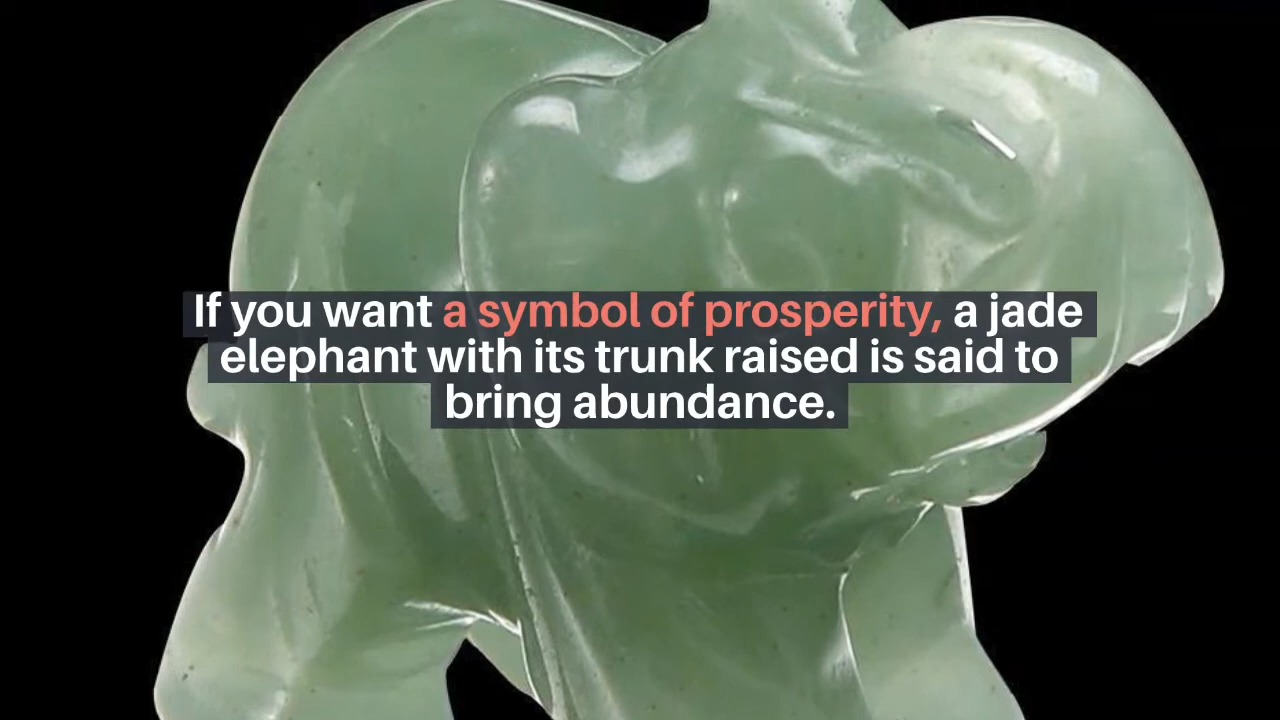 If you want a symbol of prosperity, a jade
elephant with its trunk raised is said to
bring abundance.